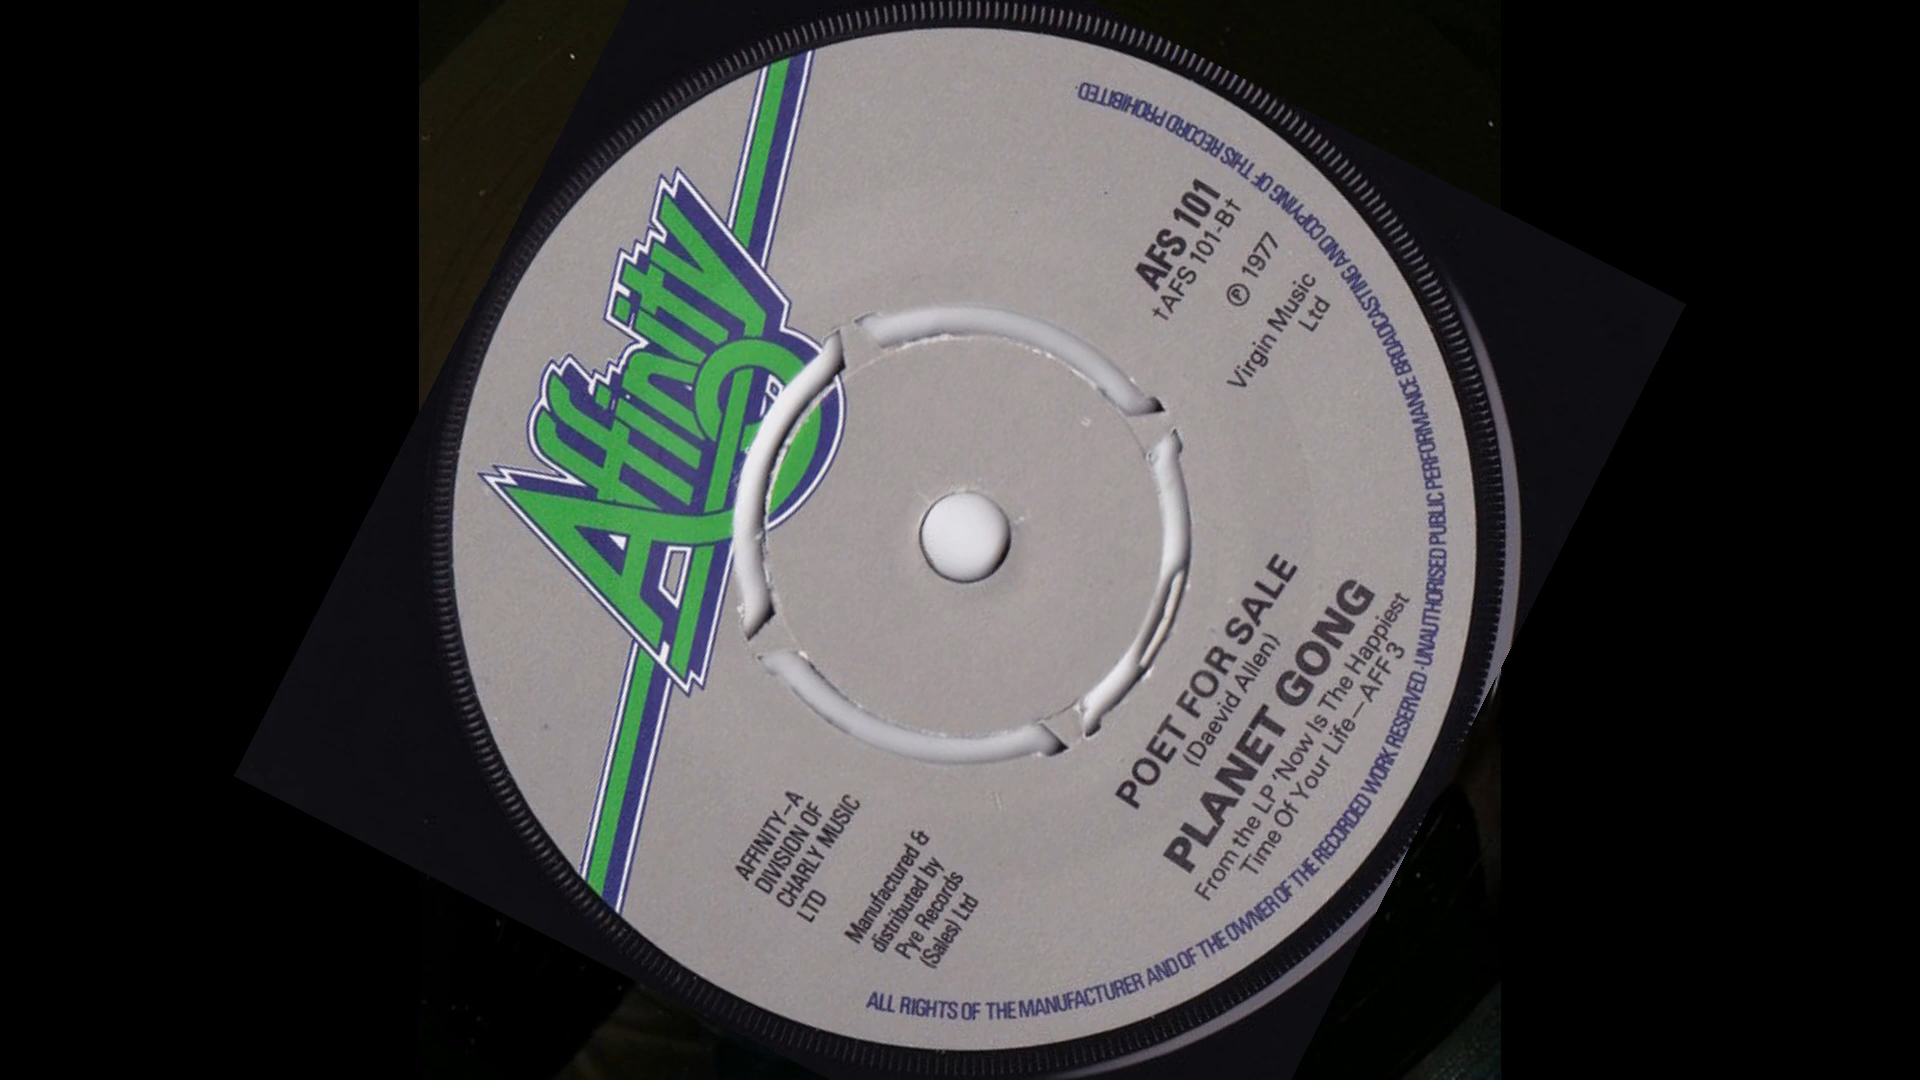 Affinity
AFS 101
†AFS 101-B†
℗ 1977
Virgin Music
Ltd
AFFINITY–A
DIVISION OF
CHARLY MUSIC
LTD
Manufactured &
distributed by
Pye Records
(Sales) Ltd
POET FOR SALE
(Daevid Allen)
PLANET GONG
From the LP 'Now Is The Happiest
Time Of Your Life—AFF 3
ALL RIGHTS OF THE MANUFACTURER AND OF THE OWNER OF THE RECORDED WORK RESERVED · UNAUTHORISED PUBLIC PERFORMANCE BROADCASTING AND COPYING OF THIS RECORD PROHIBITED.